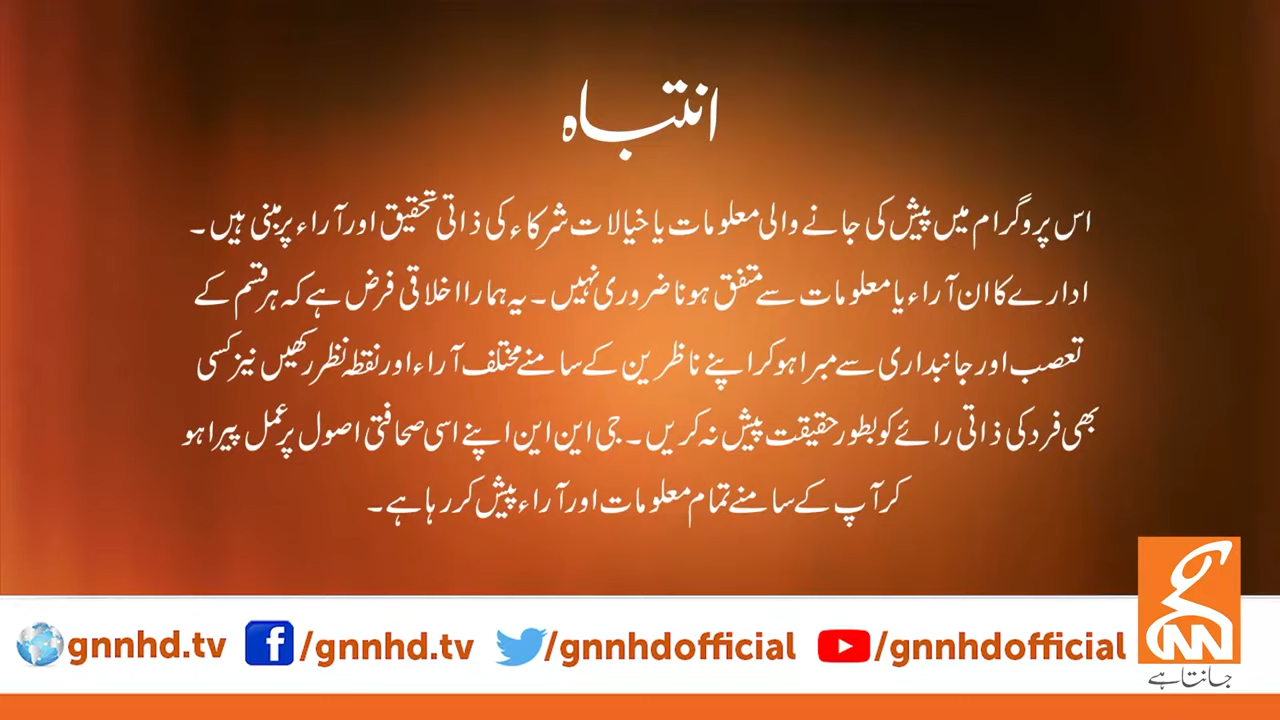 انتباہ
اس پروگرام میں پیش کی جانے والی معلومات یا خیالات شرکاء کی ذاتی تحقیق اور آراء پر مبنی ہیں۔
ادارے کا ان آراء یا معلومات سے متفق ہونا ضروری نہیں۔ یہ ہمارا اخلاقی فرض ہے کہ ہر قسم کے
تعصب اور جانبداری سے مبرا ہو کر اپنے ناظرین کے سامنے مختلف آراء اور نقطہ نظر رکھیں نیز کسی
بھی فرد کی ذاتی رائے کو بطور حقیقت پیش نہ کریں۔ جی این این اپنے اسی صحافتی اصول پر عمل پیرا ہو
کر آپ کے سامنے تمام معلومات اور آراء پیش کر رہا ہے۔
gnnhd.tv /gnnhd.tv /gnnhdofficial /gnnhdofficial
GNN
جانتا ہے